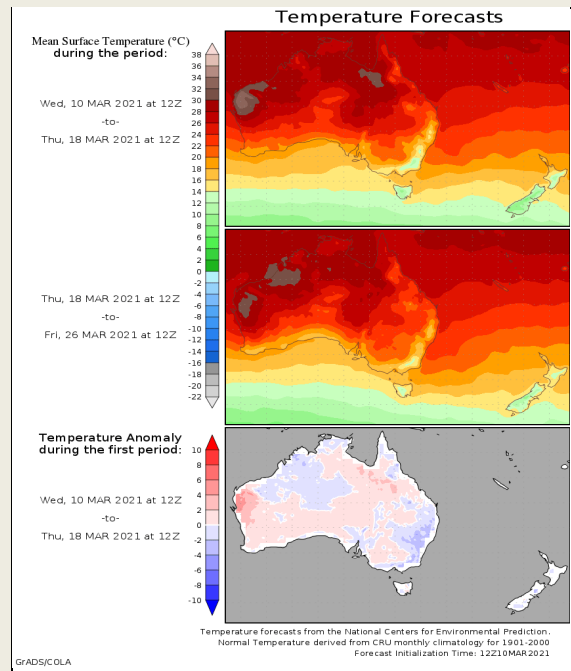 Temperature Forecasts
Mean Surface Temperature (°C)
during the period:
38
36
34
32
30
28
26
24
22
20
18
16
14
12
10
8
6
4
2
0
-2
-4
-6
-8
-10
-12
-14
-16
-18
-20
-22
Wed, 10 MAR 2021 at 12Z
-to-
Thu, 18 MAR 2021 at 12Z
Thu, 18 MAR 2021 at 12Z
-to-
Fri, 26 MAR 2021 at 12Z
Temperature Anomaly
during the first period:
10
8
6
4
2
0
-2
-4
-6
-8
-10
Wed, 10 MAR 2021 at 12Z
-to-
Thu, 18 MAR 2021 at 12Z
Temperature forecasts from the National Centers for Environmental Prediction.
Normal Temperature derived from CRU monthly climatology for 1901-2000
Forecast Initialization Time: 12Z10MAR2021
GrADS/COLA